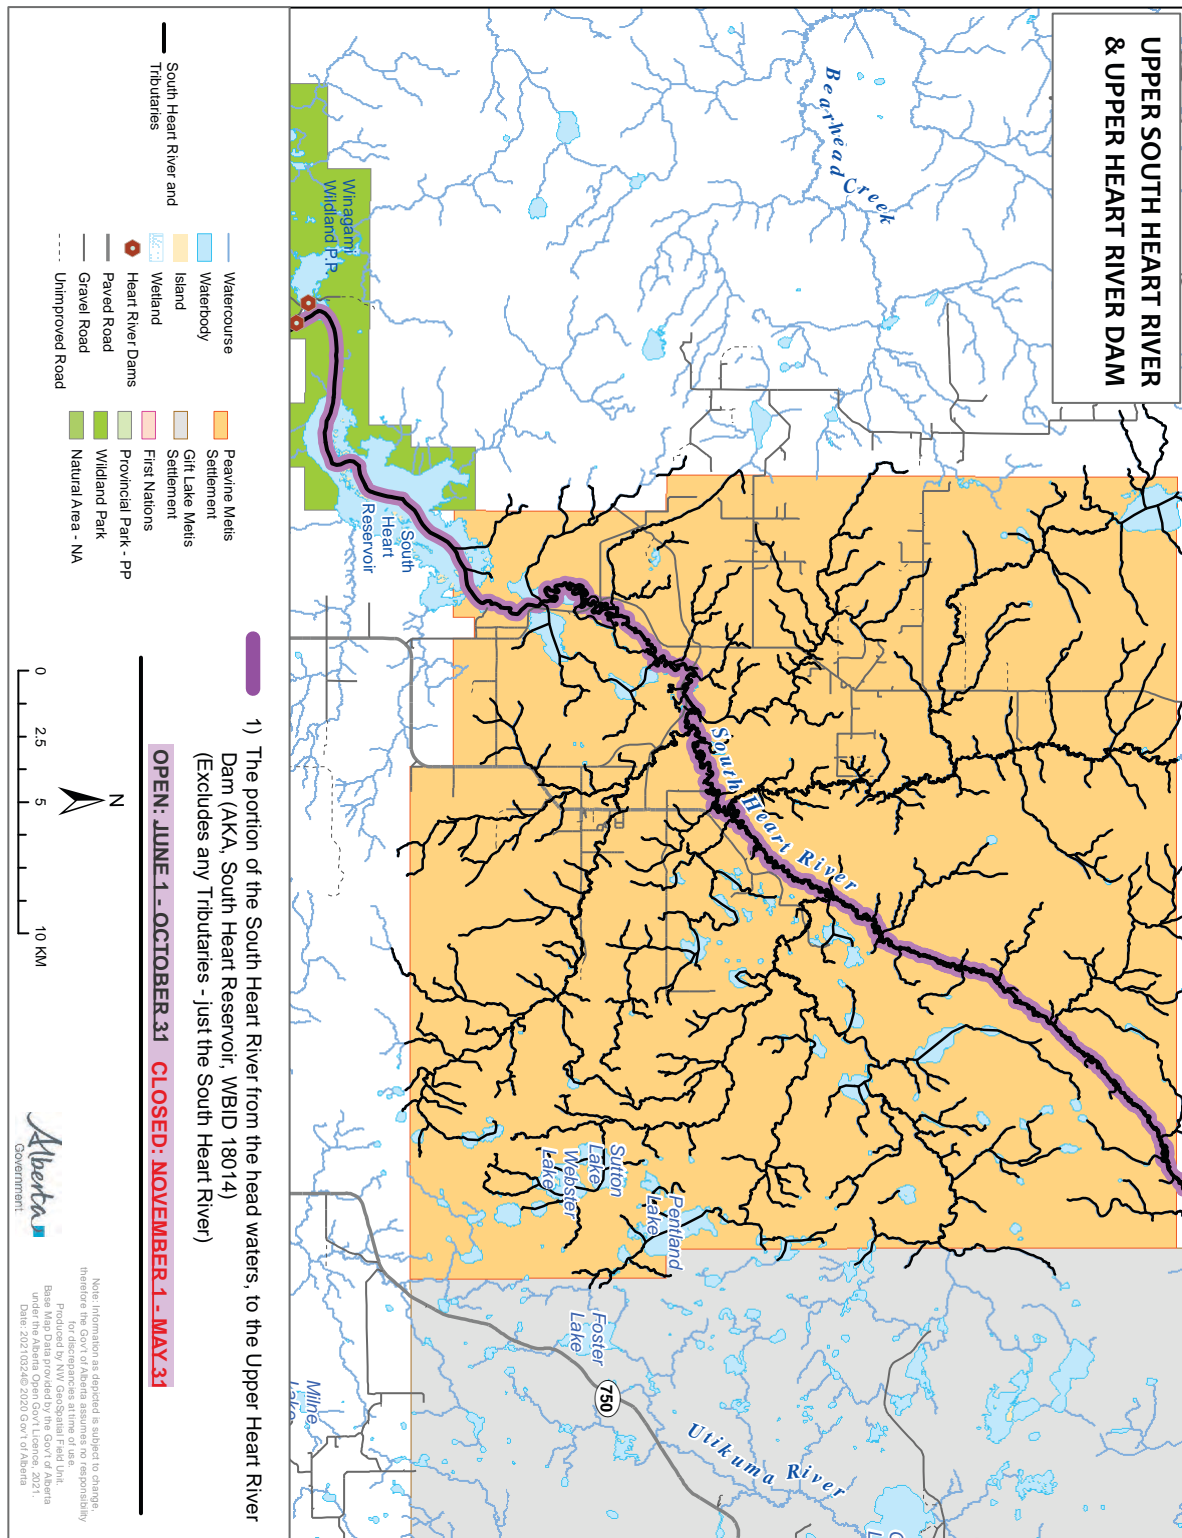 UPPER SOUTH HEART RIVER
& UPPER HEART RIVER DAM
Bearhead Creek
Winagami
Wildland P.P.
South
Heart
Reservoir
South Heart River
Sutton
Lake
Webster
Lake
Pentland
Lake
Foster
Lake
750
Utikuma River
Milne
South Heart River and
Tributaries
Watercourse
Waterbody
Island
Wetland
Heart River Dams
Paved Road
Gravel Road
Unimproved Road
Peavine Metis
Settlement
Gift Lake Metis
Settlement
First Nations
Provincial Park - PP
Wildland Park
Natural Area - NA
1) The portion of the South Heart River from the head waters, to the Upper Heart River
Dam (AKA, South Heart Reservoir, WBID 18014)
(Excludes any Tributaries - just the South Heart River)
OPEN: JUNE 1 - OCTOBER 31 CLOSED: NOVEMBER 1 - MAY 31
N
0 2.5 5 10 KM
Alberta
Government
Note: Information as depicted is subject to change,
therefore the Gov't of Alberta assumes no responsibility
for discrepancies at time of use.
Produced by NW GeoSpatial Field Unit.
Base Map Data provided by the Gov't of Alberta
under the Alberta Open Gov't Licence, 2021.
Date: 20210324© 2020 Gov't of Alberta